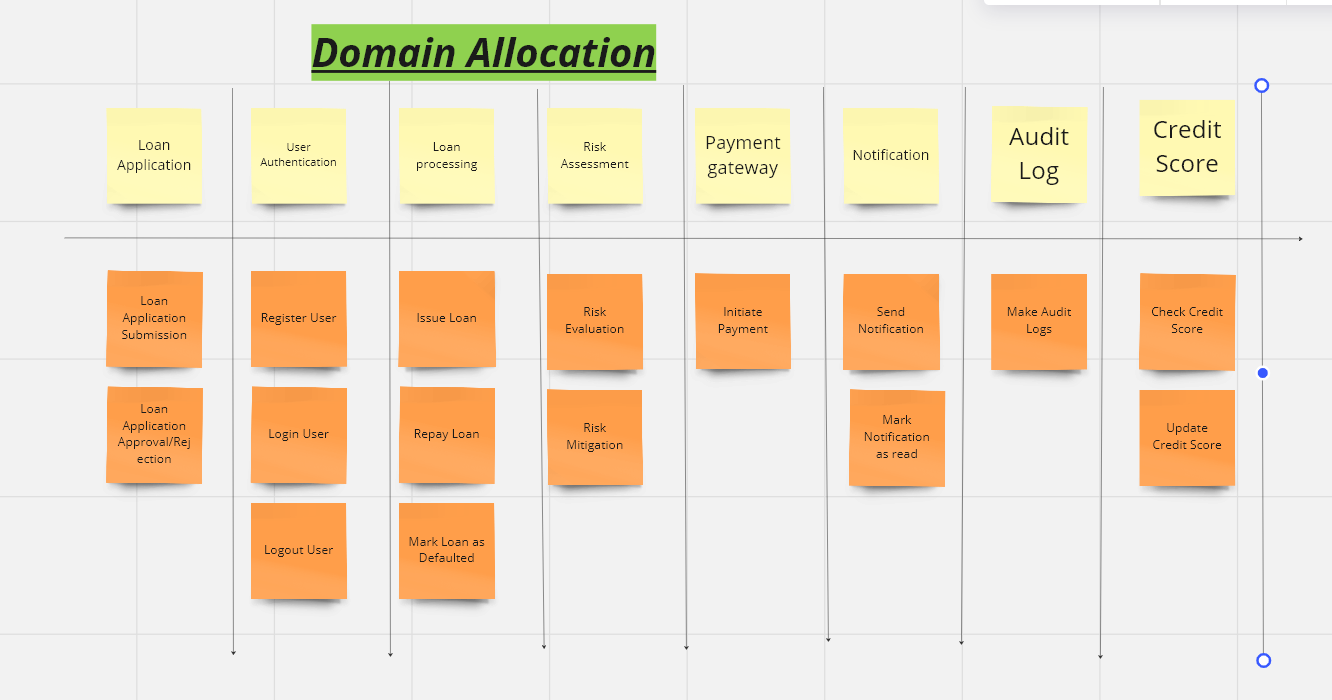 Domain Allocation
Loan
Application
User
Authentication
Loan
processing
Risk
Assessment
Payment
gateway
Notification
Audit
Log
Credit
Score
Loan
Application
Submission
Register User
Issue Loan
Risk
Evaluation
Initiate
Payment
Send
Notification
Make Audit
Logs
Check Credit
Score
Loan
Application
Approval/Rej
ection
Login User
Repay Loan
Risk
Mitigation
Mark
Notification
as read
Update
Credit Score
Logout User
Mark Loan as
Defaulted